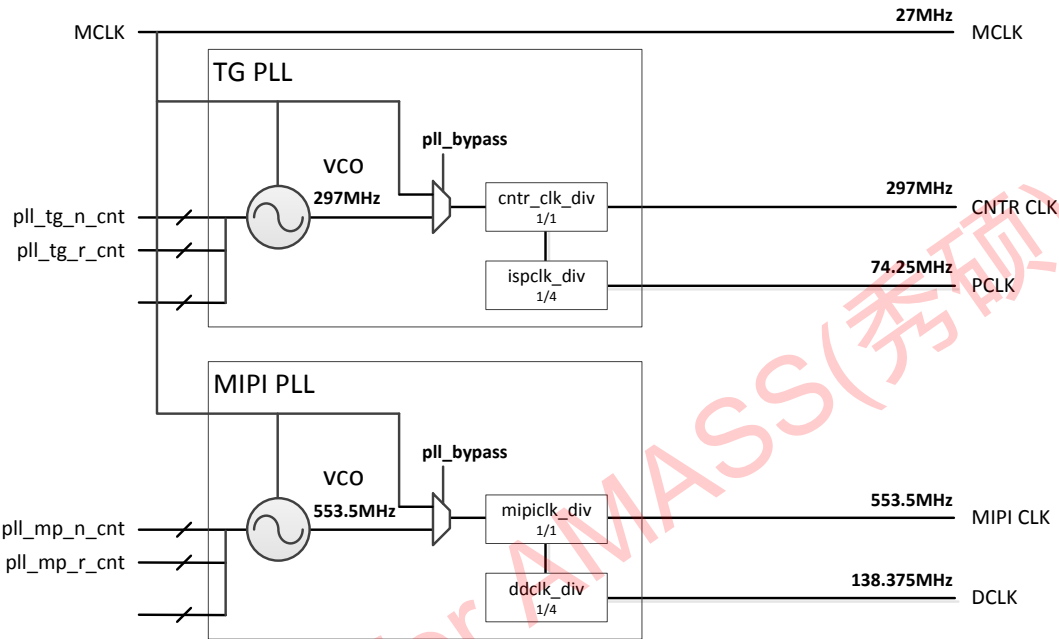 27MHz
MCLK
MCLK
TG PLL
pll_bypass
VCO
297MHz
cntr_clk_div
1/1
297MHz
CNTR CLK
pll_tg_n_cnt
pll_tg_r_cnt
ispclk_div
1/4
74.25MHz
PCLK
MIPI PLL
pll_bypass
VCO
553.5MHz
mipiclk_div
1/1
553.5MHz
MIPI CLK
pll_mp_n_cnt
pll_mp_r_cnt
ddclk_div
1/4
138.375MHz
DCLK
for AMASS(秀硕)